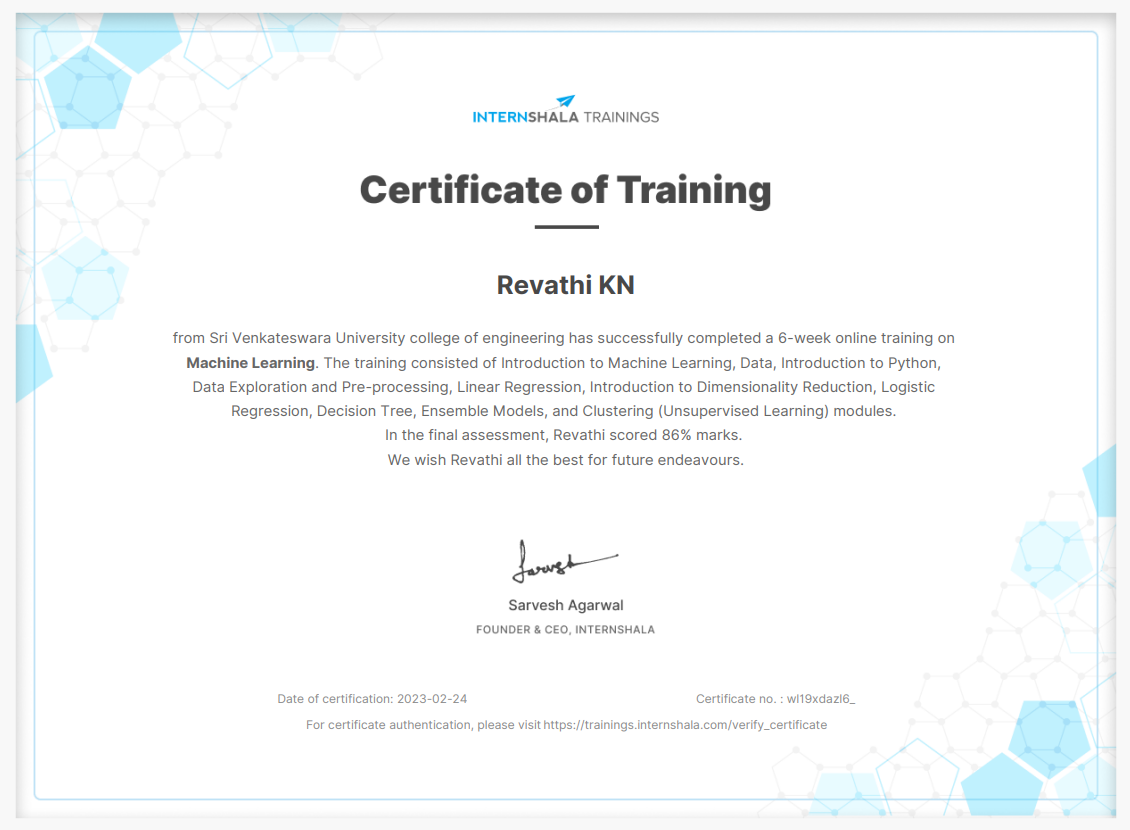 INTERNSHALA TRAININGS
Certificate of Training
Revathi KN
from Sri Venkateswara University college of engineering has successfully completed a 6-week online training on
Machine Learning. The training consisted of Introduction to Machine Learning, Data, Introduction to Python,
Data Exploration and Pre-processing, Linear Regression, Introduction to Dimensionality Reduction, Logistic
Regression, Decision Tree, Ensemble Models, and Clustering (Unsupervised Learning) modules.
In the final assessment, Revathi scored 86% marks.
We wish Revathi all the best for future endeavours.
Sarvesh
Sarvesh Agarwal
FOUNDER & CEO, INTERNSHALA
Date of certification: 2023-02-24
Certificate no. : wl19xdazl6_
For certificate authentication, please visit https://trainings.internshala.com/verify_certificate